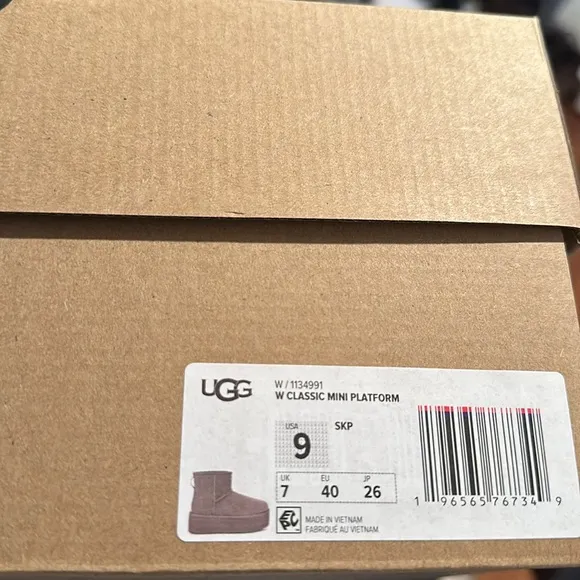 UGG
W / 1134991
W CLASSIC MINI PLATFORM
USA
9
SKP
UK EU JP
7 40 26
MADE IN VIETNAM
FABRIQUÉ AU VIETNAM
1 96565 76734 9